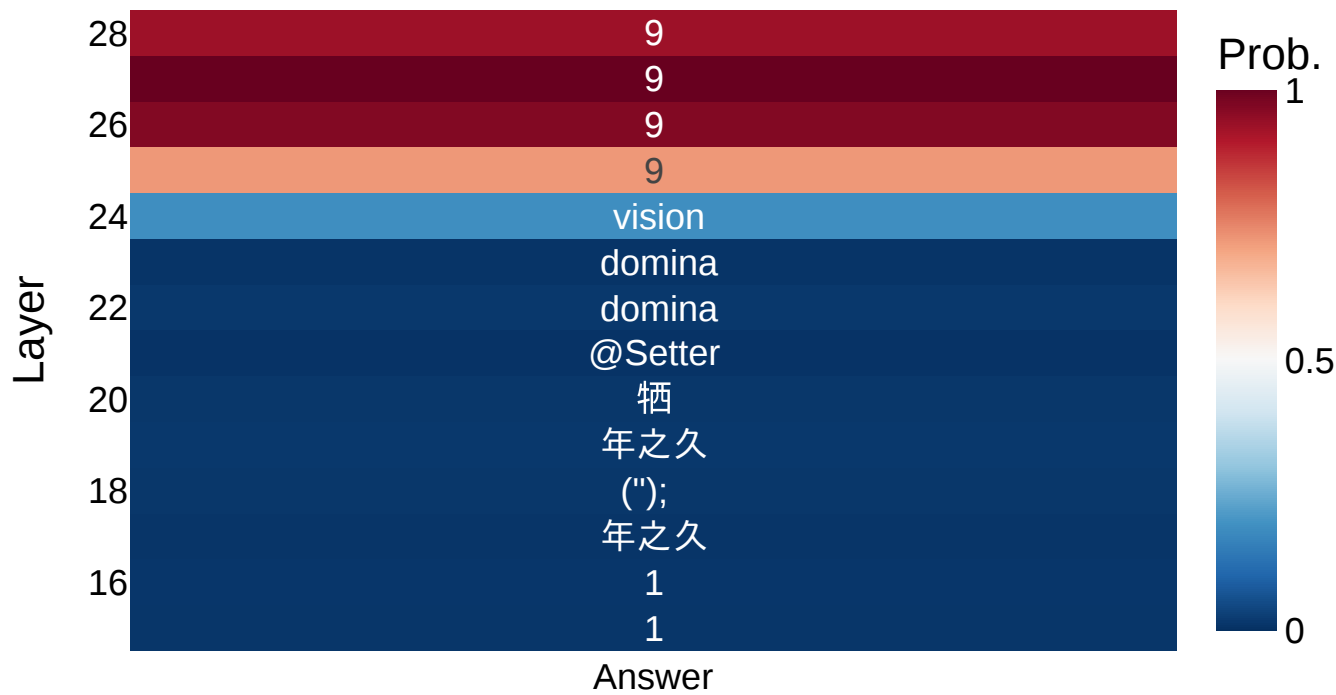 Prob.
28 9 1
9
26 9
9
24 vision
domina
22 domina
@Setter 0.5
20 牺
年之久
18 (");
年之久
16 1
1 0
Layer
Answer